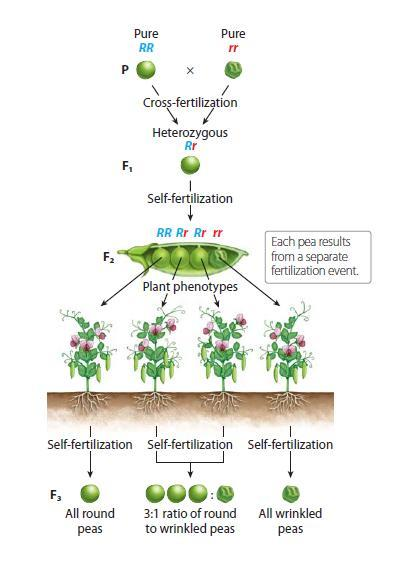 Pure Pure
RR rr
P ×
Cross-fertilization
Heterozygous
Rr
F1
Self-fertilization
RR Rr Rr rr
F2
Each pea results
from a separate
fertilization event.
Plant phenotypes
Self-fertilization Self-fertilization Self-fertilization
F3 :
All round 3:1 ratio of round All wrinkled
peas to wrinkled peas peas